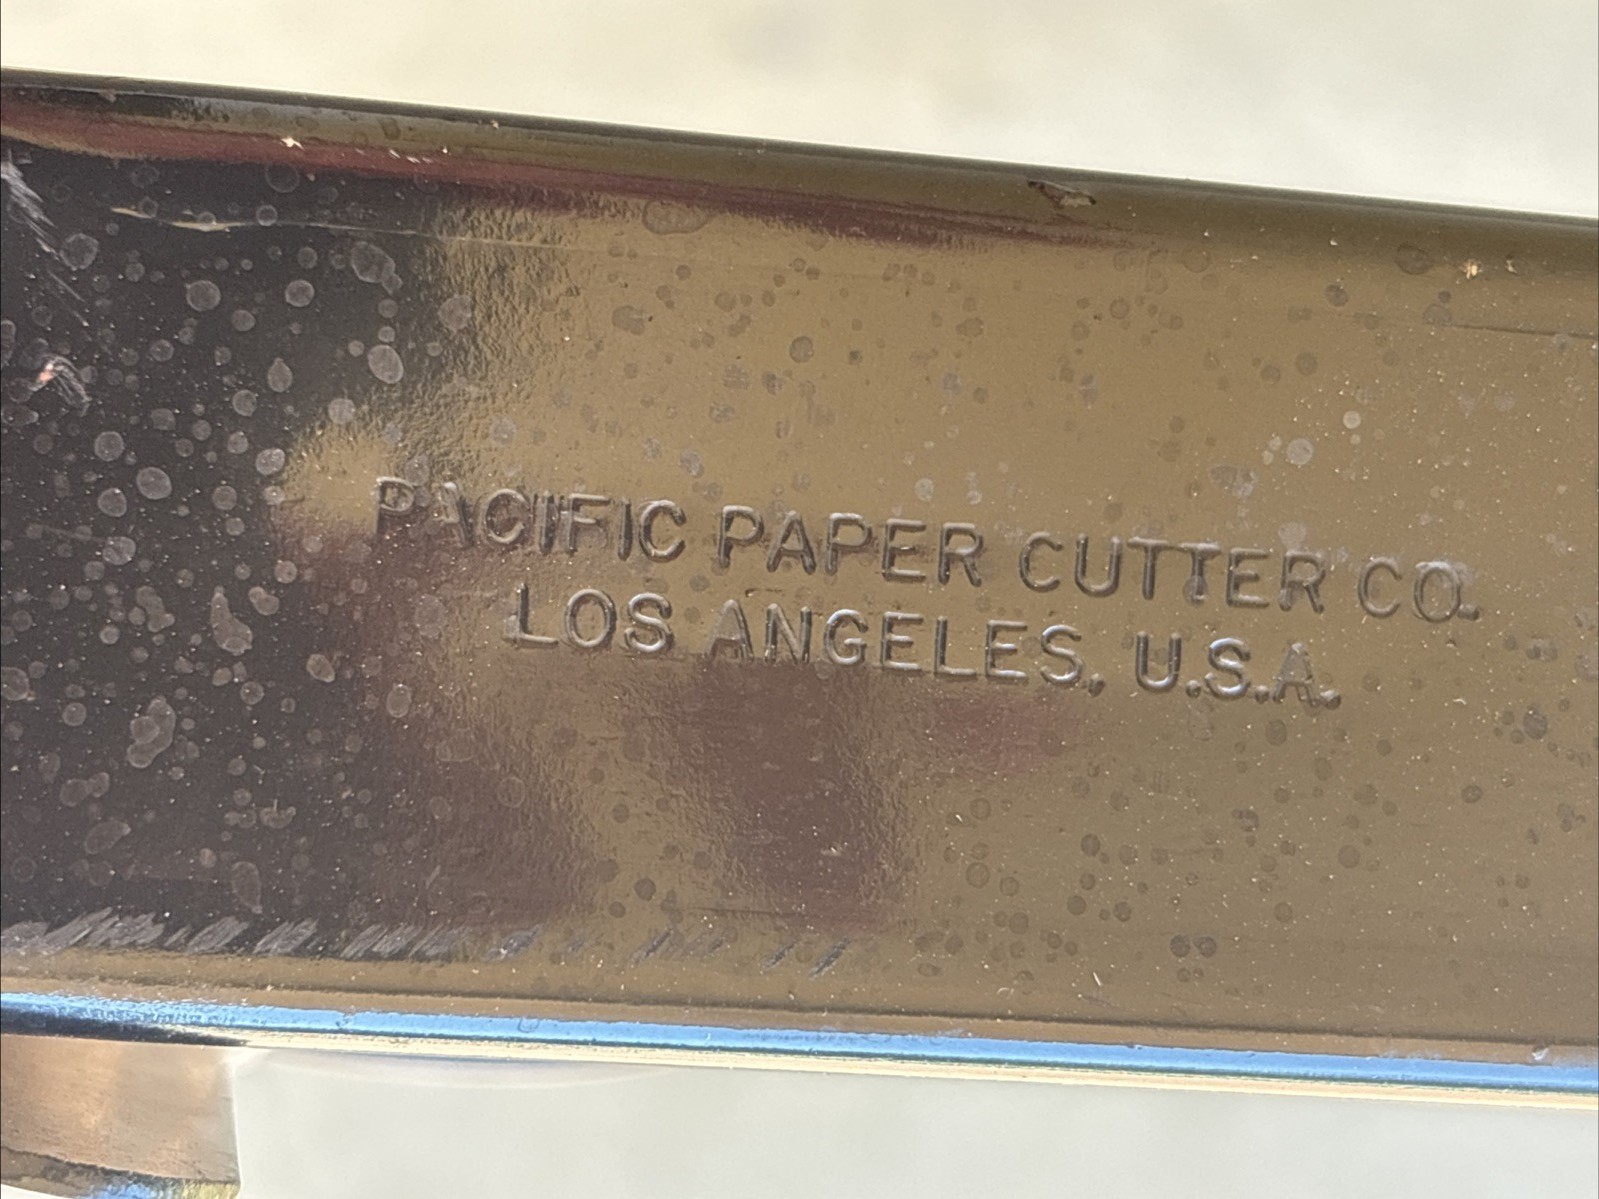 PACIFIC PAPER CUTTER CO.
LOS ANGELES, U.S.A.